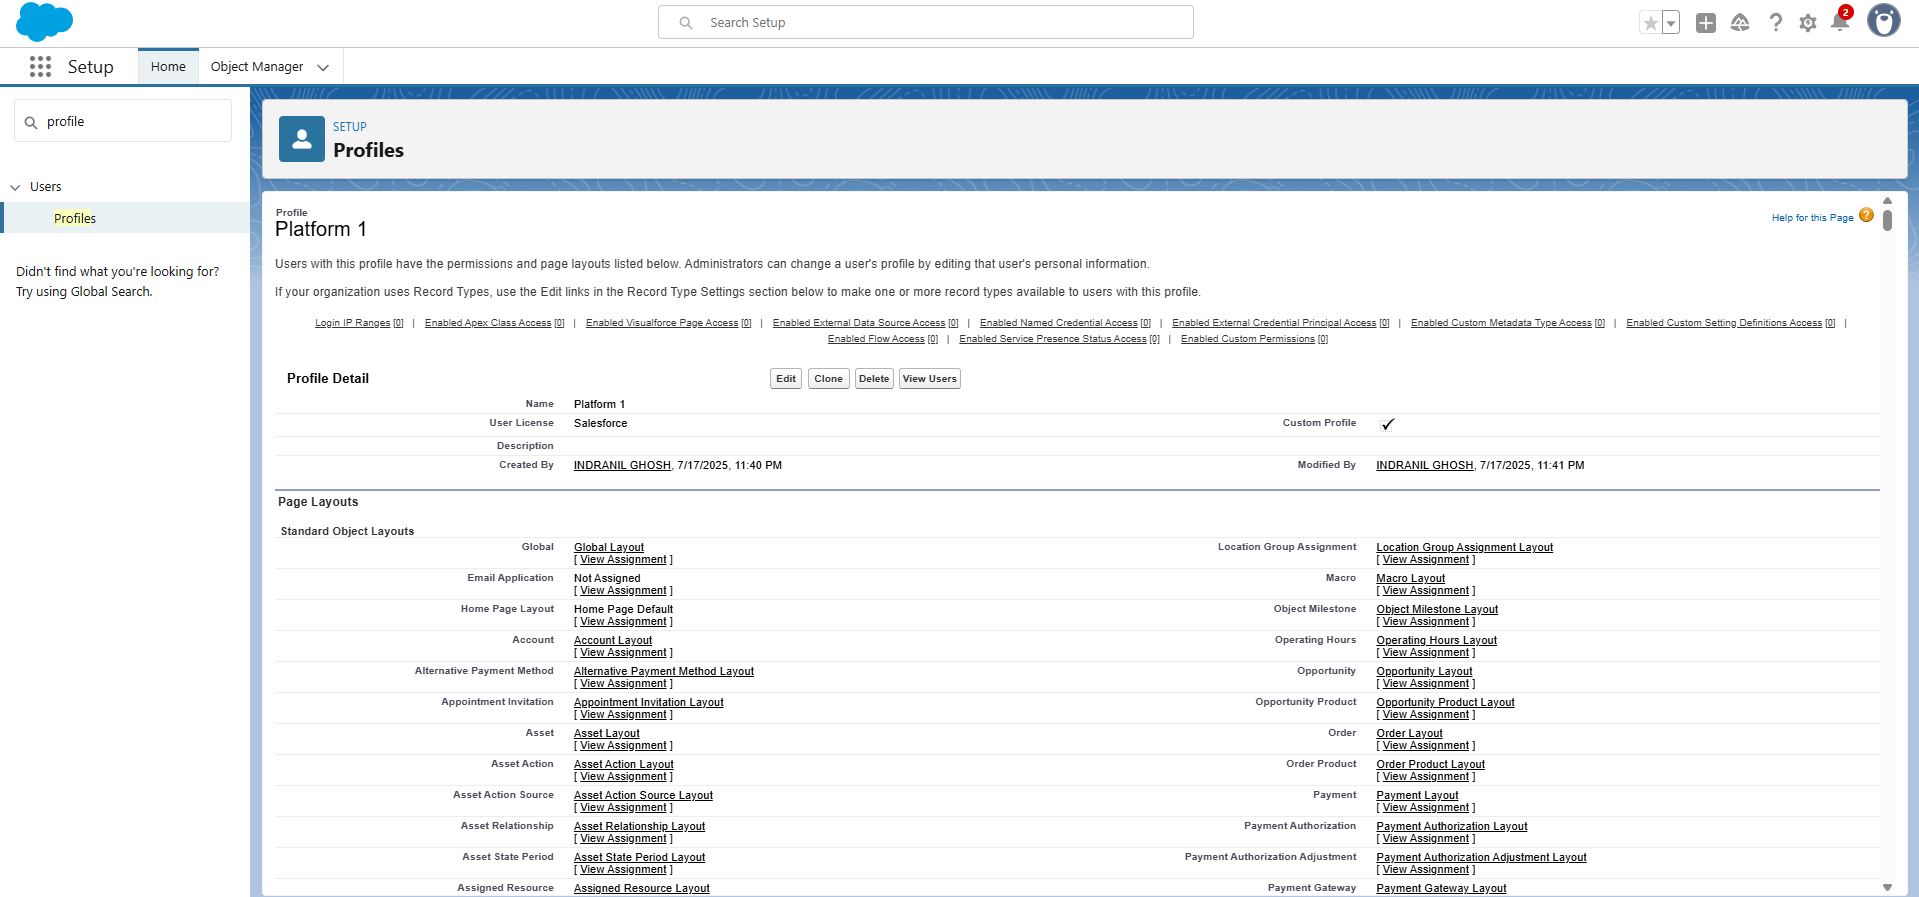 Search Setup
2
Setup
Home
Object Manager
profile
Users
Profiles
Didn't find what you're looking for?
Try using Global Search.
SETUP
Profiles
Profile
Platform 1
Help for this Page ?
Users with this profile have the permissions and page layouts listed below. Administrators can change a user's profile by editing that user's personal information.
If your organization uses Record Types, use the Edit links in the Record Type Settings section below to make one or more record types available to users with this profile.
Login IP Ranges [0] | Enabled Apex Class Access [0] | Enabled Visualforce Page Access [0] | Enabled External Data Source Access [0] | Enabled Named Credential Access [0] | Enabled External Credential Principal Access [0] | Enabled Custom Metadata Type Access [0] | Enabled Custom Setting Definitions Access [0] |
Enabled Flow Access [0] | Enabled Service Presence Status Access [0] | Enabled Custom Permissions [0]
Profile Detail Edit Clone Delete View Users
Name Platform 1
User License Salesforce Custom Profile ✓
Description
Created By INDRANIL GHOSH, 7/17/2025, 11:40 PM Modified By INDRANIL GHOSH, 7/17/2025, 11:41 PM
Page Layouts
Standard Object Layouts
Global Global Layout Location Group Assignment Location Group Assignment Layout
[ View Assignment ] [ View Assignment ]
Email Application Not Assigned Macro Macro Layout
[ View Assignment ] [ View Assignment ]
Home Page Layout Home Page Default Object Milestone Object Milestone Layout
[ View Assignment ] [ View Assignment ]
Account Account Layout Operating Hours Operating Hours Layout
[ View Assignment ] [ View Assignment ]
Alternative Payment Method Alternative Payment Method Layout Opportunity Opportunity Layout
[ View Assignment ] [ View Assignment ]
Appointment Invitation Appointment Invitation Layout Opportunity Product Opportunity Product Layout
[ View Assignment ] [ View Assignment ]
Asset Asset Layout Order Order Layout
[ View Assignment ] [ View Assignment ]
Asset Action Asset Action Layout Order Product Order Product Layout
[ View Assignment ] [ View Assignment ]
Asset Action Source Asset Action Source Layout Payment Payment Layout
[ View Assignment ] [ View Assignment ]
Asset Relationship Asset Relationship Layout Payment Authorization Payment Authorization Layout
[ View Assignment ] [ View Assignment ]
Asset State Period Asset State Period Layout Payment Authorization Adjustment Payment Authorization Adjustment Layout
[ View Assignment ] [ View Assignment ]
Assigned Resource Assigned Resource Layout Payment Gateway Payment Gateway Layout